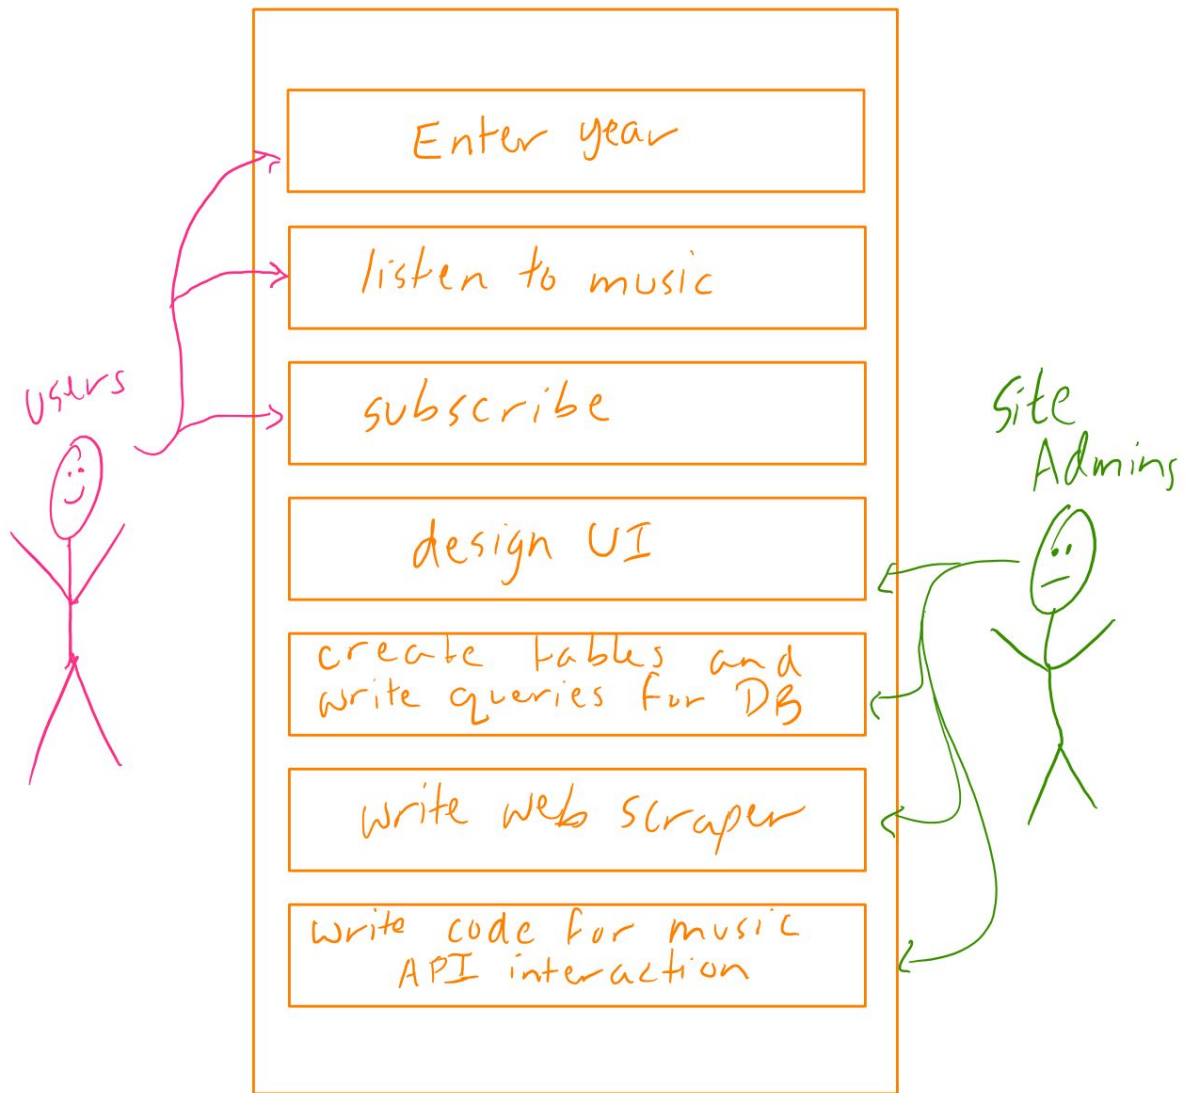 Enter year
listen to music
users
subscribe
Site
Admins
design UI
create tables and
write queries for DB
write web scraper
write code for music
API interaction